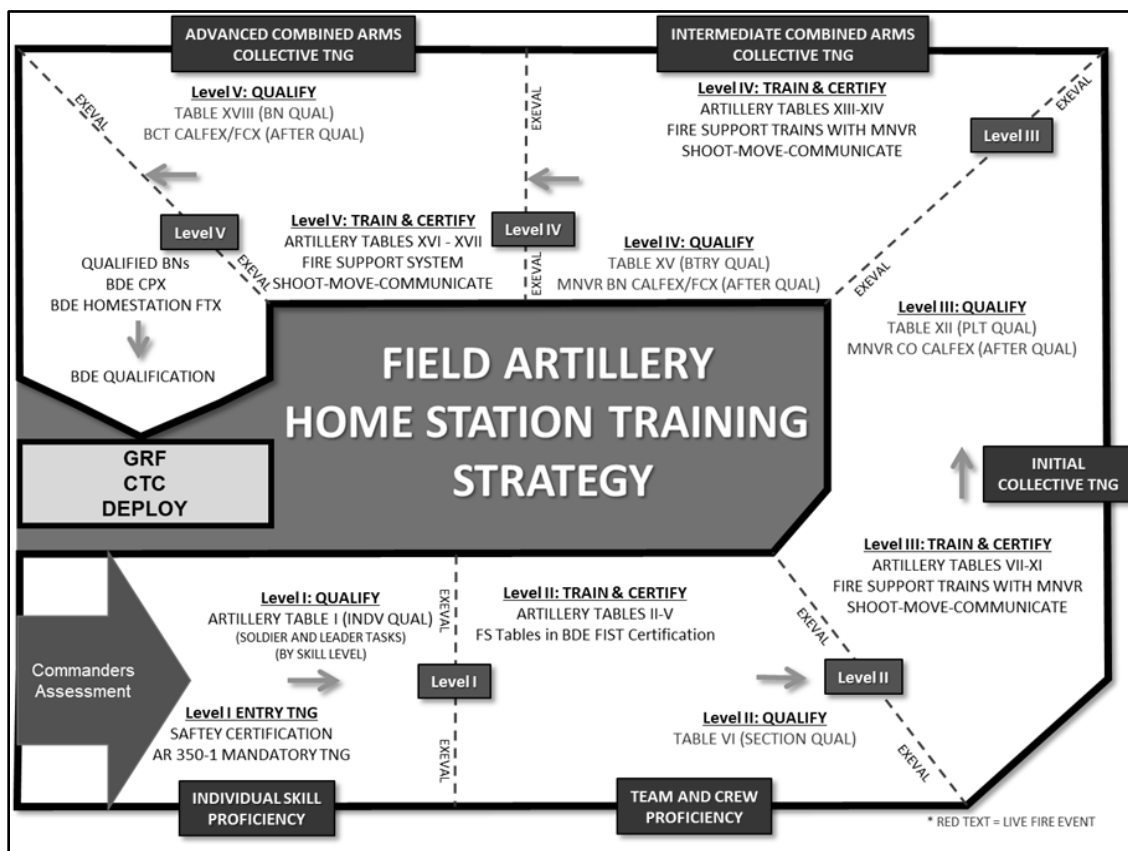 ADVANCED COMBINED ARMS
COLLECTIVE TNG
INTERMEDIATE COMBINED ARMS
COLLECTIVE TNG
EXEVAL
Level V: QUALIFY
TABLE XVIII (BN QUAL)
BCT CALFEX/FCX (AFTER QUAL)
EXEVAL
Level IV: TRAIN & CERTIFY
ARTILLERY TABLES XIII-XIV
FIRE SUPPORT TRAINS WITH MNVR
SHOOT-MOVE-COMMUNICATE
EXEVAL
Level III
Level V
EXEVAL
QUALIFIED BNs
BDE CPX
BDE HOMESTATION FTX
BDE QUALIFICATION
Level V: TRAIN & CERTIFY
ARTILLERY TABLES XVI - XVII
FIRE SUPPORT SYSTEM
SHOOT-MOVE-COMMUNICATE
Level IV
EXEVAL
Level IV: QUALIFY
TABLE XV (BTRY QUAL)
MNVR BN CALFEX/FCX (AFTER QUAL)
EXEVAL
Level III: QUALIFY
TABLE XII (PLT QUAL)
MNVR CO CALFEX (AFTER QUAL)
FIELD ARTILLERY
HOME STATION TRAINING
STRATEGY
GRF
CTC
DEPLOY
INITIAL
COLLECTIVE TNG
Level III: TRAIN & CERTIFY
ARTILLERY TABLES VII-XI
FIRE SUPPORT TRAINS WITH MNVR
SHOOT-MOVE-COMMUNICATE
Commanders
Assessment
Level I: QUALIFY
ARTILLERY TABLE I (INDV QUAL)
(SOLDIER AND LEADER TASKS)
(BY SKILL LEVEL)
Level I ENTRY TNG
SAFTEY CERTIFICATION
AR 350-1 MANDATORY TNG
EXEVAL
Level I
EXEVAL
Level II: TRAIN & CERTIFY
ARTILLERY TABLES II-V
FS Tables in BDE FIST Certification
EXEVAL
Level II
EXEVAL
Level II: QUALIFY
TABLE VI (SECTION QUAL)
INDIVIDUAL SKILL
PROFICIENCY
TEAM AND CREW
PROFICIENCY
* RED TEXT = LIVE FIRE EVENT